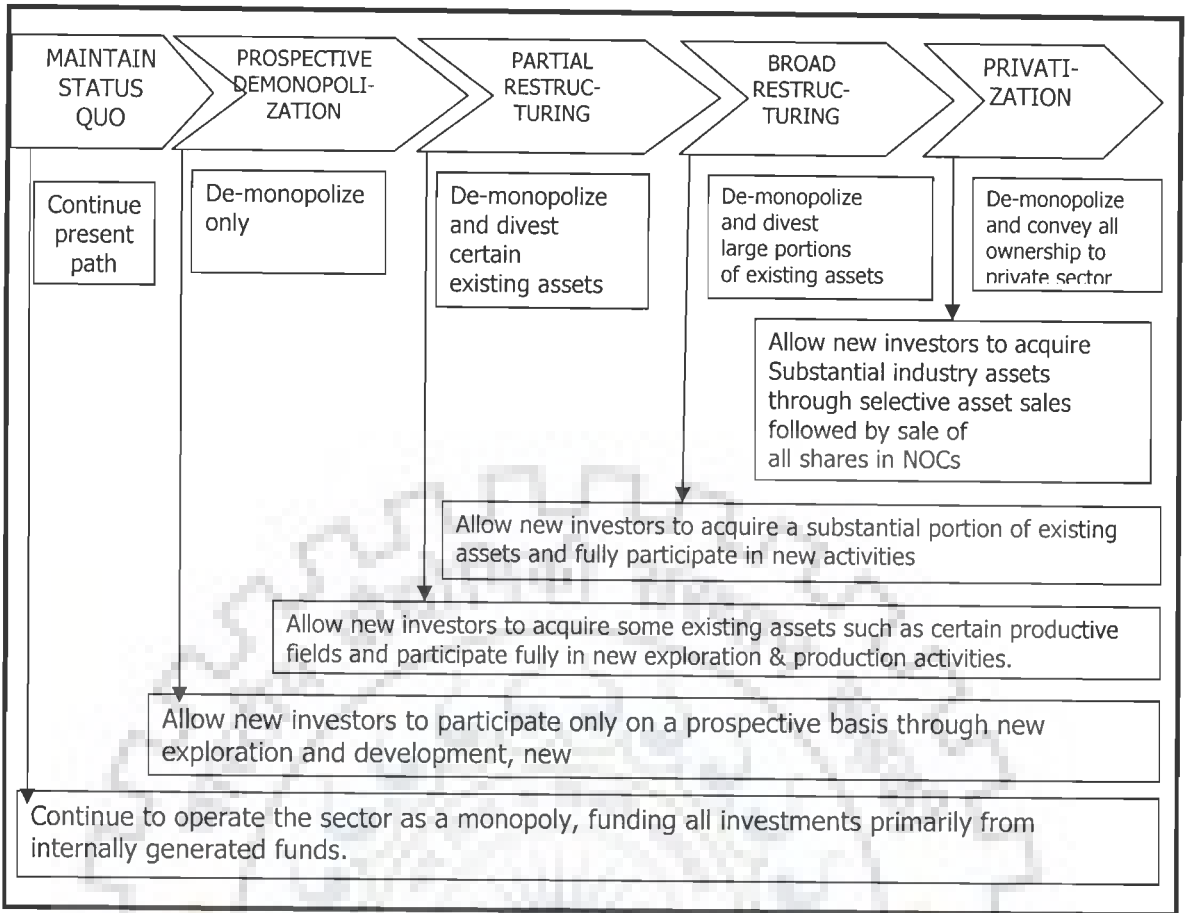 MAINTAIN
STATUS
QUO
PROSPECTIVE
DEMONOPOLI-
ZATION
PARTIAL
RESTRUC-
TURING
BROAD
RESTRUC-
TURING
PRIVATI-
ZATION
Continue
present
path
De-monopolize
only
De-monopolize
and divest
certain
existing assets
De-monopolize
and divest
large portions
of existing assets
De-monopolize
and convey all
ownership to
private sector
Allow new investors to acquire
Substantial industry assets
through selective asset sales
followed by sale of
all shares in NOCs
Allow new investors to acquire a substantial portion of existing
assets and fully participate in new activities
Allow new investors to acquire some existing assets such as certain productive
fields and participate fully in new exploration & production activities.
Allow new investors to participate only on a prospective basis through new
exploration and development, new
Continue to operate the sector as a monopoly, funding all investments primarily from
internally generated funds.